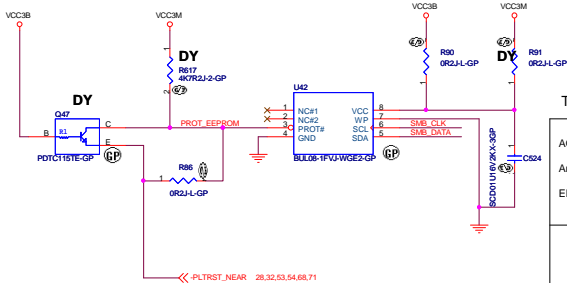 VCC3B
VCC3M
VCC3B
VCC3M
DY
R617
4K7R2J-2-GP
1
2
DY
Q47
B
R1
C
E
PDTC115TE-GP
GP
PROT_EEPROM
R86
0R2J-L-GP
1
2
U42
1 NC#1
2 NC#2
3 PROT#
4 GND
VCC 8
WP 7
SCL 6
SDA 5
BUL08-1FVJ-WGE2-GP
GP
SMB_CLK
SMB_DATA
R90
0R2J-L-GP
DY
R91
0R2J-L-GP
C524
SCD01U16V2KX-3GP
-PLTRST_NEAR 28,32,53,54,68,71